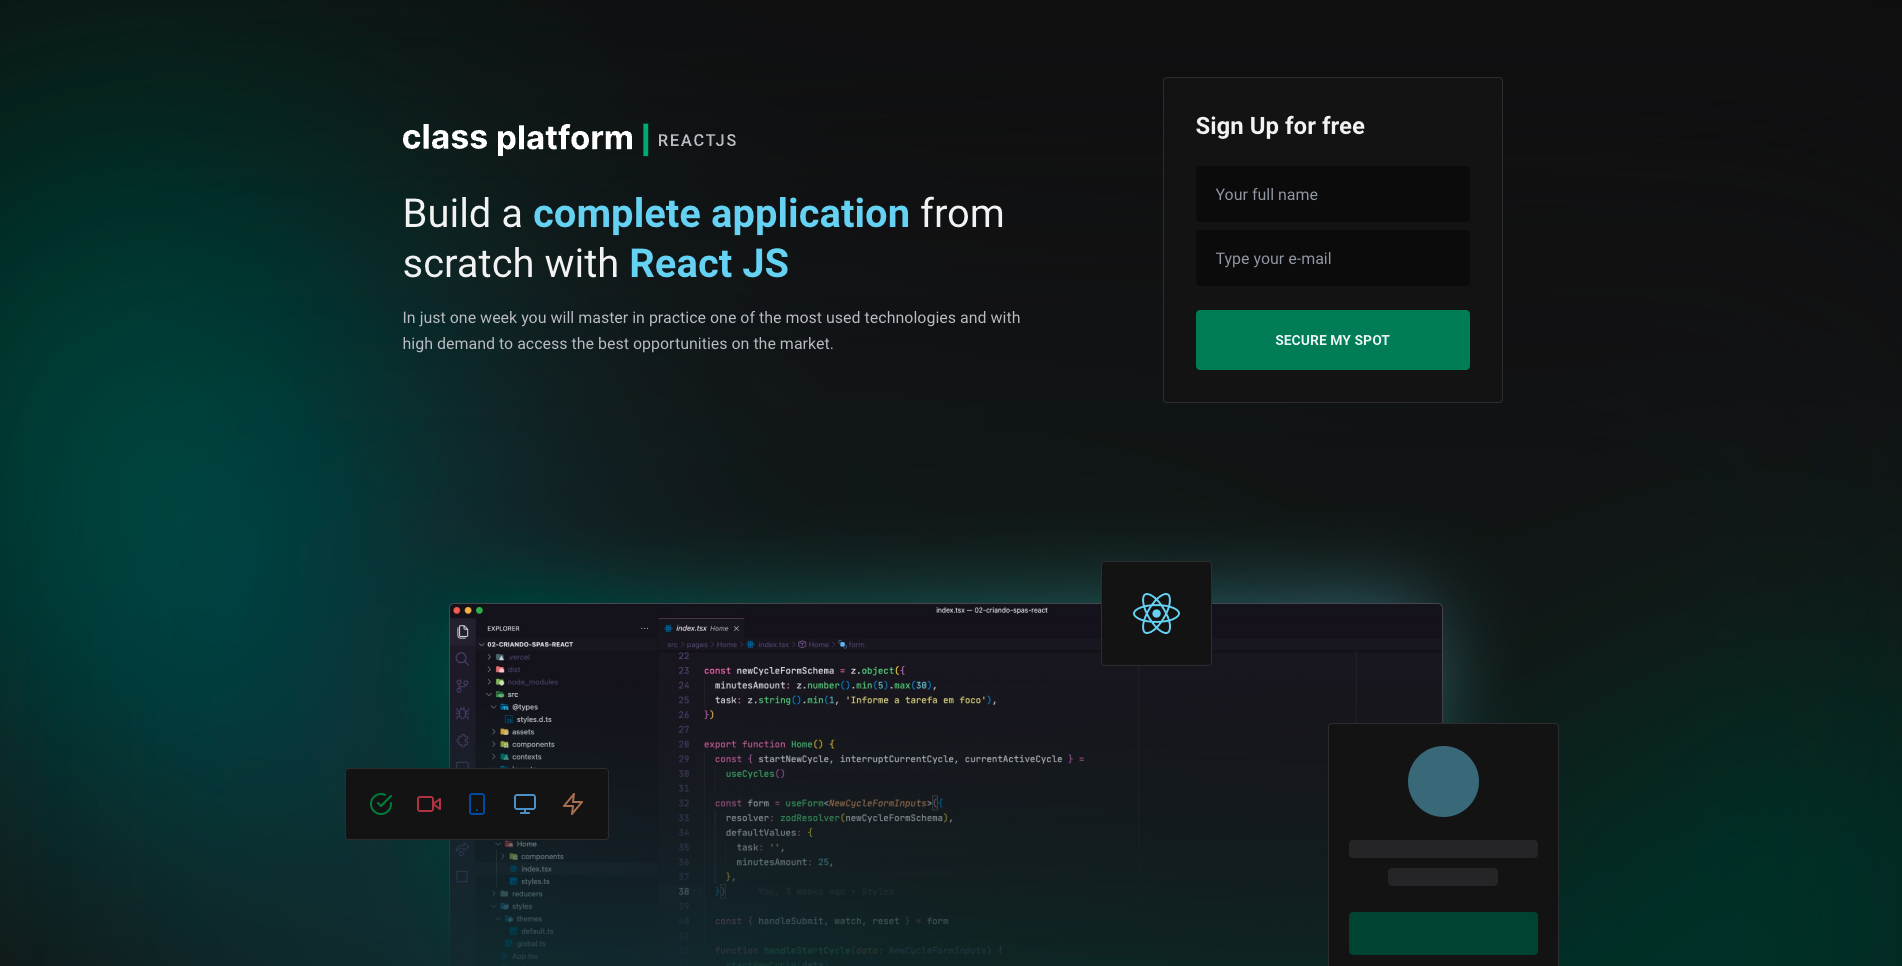 class platform | REACTJS
Build a complete application from
scratch with React JS
In just one week you will master in practice one of the most used technologies and with
high demand to access the best opportunities on the market.
Sign Up for free
Your full name
Type your e-mail
SECURE MY SPOT
index.tsx — 02-criando-spas-react
EXPLORER ···
02-CRIANDO-SPAS-REACT
.vercel
dist
node_modules
src
@types
styles.d.ts
assets
components
contexts
Home
components
index.tsx
styles.ts
reducers
styles
themes
default.ts
global.ts
App.tsx
index.tsx Home ×
src > pages > Home > index.tsx > Home > form
22
23 const newCycleFormSchema = z.object({
24 minutesAmount: z.number().min(5).max(30),
25 task: z.string().min(1, 'Informe a tarefa em foco'),
26 })
27
28 export function Home() {
29 const { startNewCycle, interruptCurrentCycle, currentActiveCycle } =
30 useCycles()
31
32 const form = useForm<NewCycleFormInputs>({
33 resolver: zodResolver(newCycleFormSchema),
34 defaultValues: {
35 task: '',
36 minutesAmount: 25,
37 },
38 }) You, 3 weeks ago • Styles
39
40 const { handleSubmit, watch, reset } = form
41
function handleStartCycle(data: NewCycleFormInputs) {
startNewCycle(data)